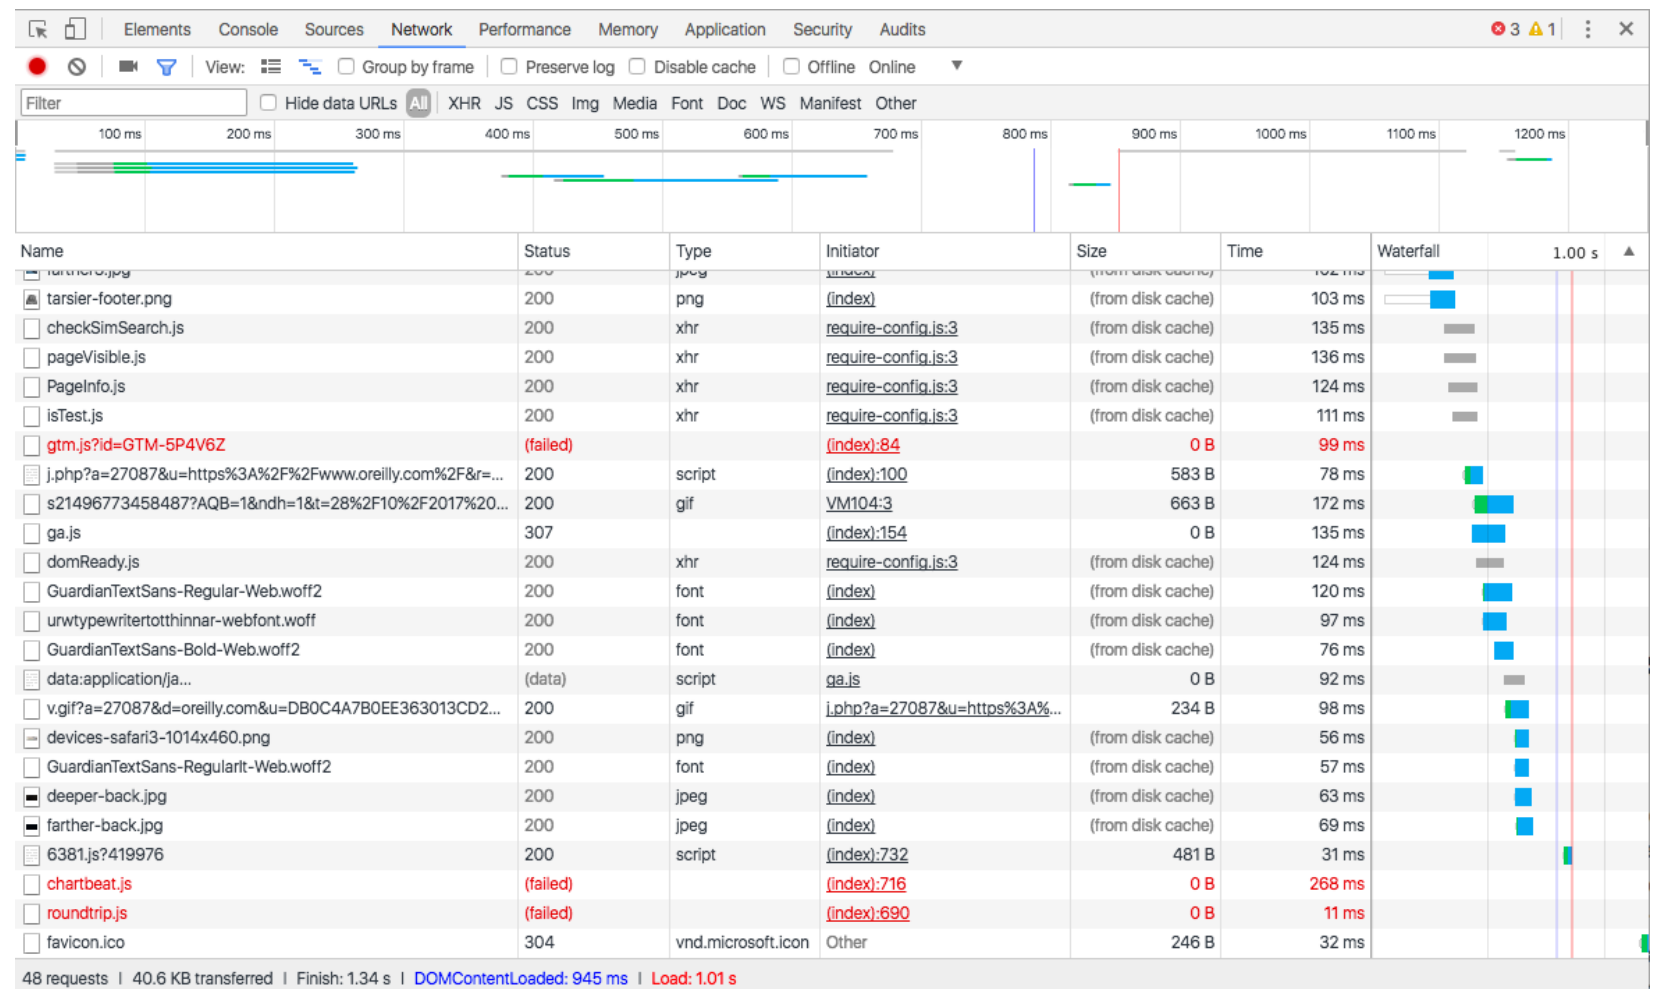 Elements Console Sources Network Performance Memory Application Security Audits 3 1
View: Group by frame Preserve log Disable cache Offline Online
Filter Hide data URLs All XHR JS CSS Img Media Font Doc WS Manifest Other
100 ms 200 ms 300 ms 400 ms 500 ms 600 ms 700 ms 800 ms 900 ms 1000 ms 1100 ms 1200 ms
Name Status Type Initiator Size Time Waterfall 1.00 s
200 jpeg (index) (from disk cache) 102 ms
tarsier-footer.png 200 png (index) (from disk cache) 103 ms
checkSimSearch.js 200 xhr require-config.js:3 (from disk cache) 135 ms
pageVisible.js 200 xhr require-config.js:3 (from disk cache) 136 ms
PageInfo.js 200 xhr require-config.js:3 (from disk cache) 124 ms
isTest.js 200 xhr require-config.js:3 (from disk cache) 111 ms
gtm.js?id=GTM-5P4V6Z (failed) (index):84 0 B 99 ms
j.php?a=27087&u=https%3A%2F%2Fwww.oreilly.com%2F&r=... 200 script (index):100 583 B 78 ms
s21496773458487?AQB=1&ndh=1&t=28%2F10%2F2017%20... 200 gif VM104:3 663 B 172 ms
ga.js 307 (index):154 0 B 135 ms
domReady.js 200 xhr require-config.js:3 (from disk cache) 124 ms
GuardianTextSans-Regular-Web.woff2 200 font (index) (from disk cache) 120 ms
urwtypewritertotthinnar-webfont.woff 200 font (index) (from disk cache) 97 ms
GuardianTextSans-Bold-Web.woff2 200 font (index) (from disk cache) 76 ms
data:application/ja... (data) script ga.js 0 B 92 ms
v.gif?a=27087&d=oreilly.com&u=DB0C4A7B0EE363013CD2... 200 gif j.php?a=27087&u=https%3A%... 234 B 98 ms
devices-safari3-1014x460.png 200 png (index) (from disk cache) 56 ms
GuardianTextSans-RegularIt-Web.woff2 200 font (index) (from disk cache) 57 ms
deeper-back.jpg 200 jpeg (index) (from disk cache) 63 ms
farther-back.jpg 200 jpeg (index) (from disk cache) 69 ms
6381.js?419976 200 script (index):732 481 B 31 ms
chartbeat.js (failed) (index):716 0 B 268 ms
roundtrip.js (failed) (index):690 0 B 11 ms
favicon.ico 304 vnd.microsoft.icon Other 246 B 32 ms
48 requests | 40.6 KB transferred | Finish: 1.34 s | DOMContentLoaded: 945 ms | Load: 1.01 s